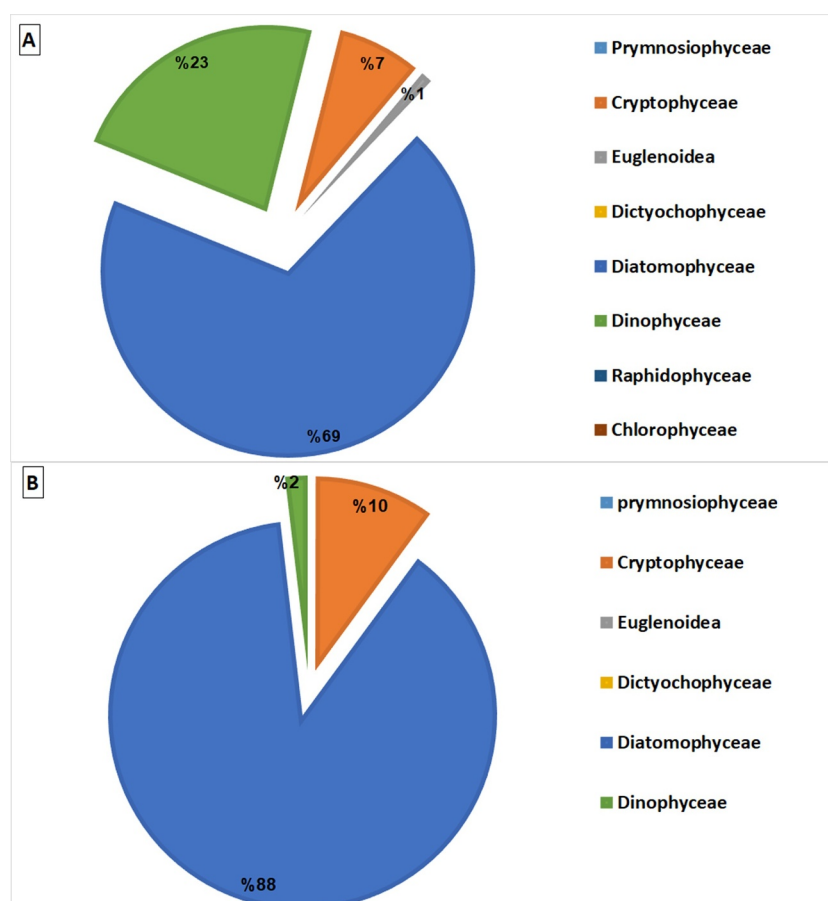 A
%23
%7
%1
%69
Prymnosiophyceae
Cryptophyceae
Euglenoidea
Dictyochophyceae
Diatomophyceae
Dinophyceae
Raphidophyceae
Chlorophyceae
B
%2
%10
%88
prymnosiophyceae
Cryptophyceae
Euglenoidea
Dictyochophyceae
Diatomophyceae
Dinophyceae